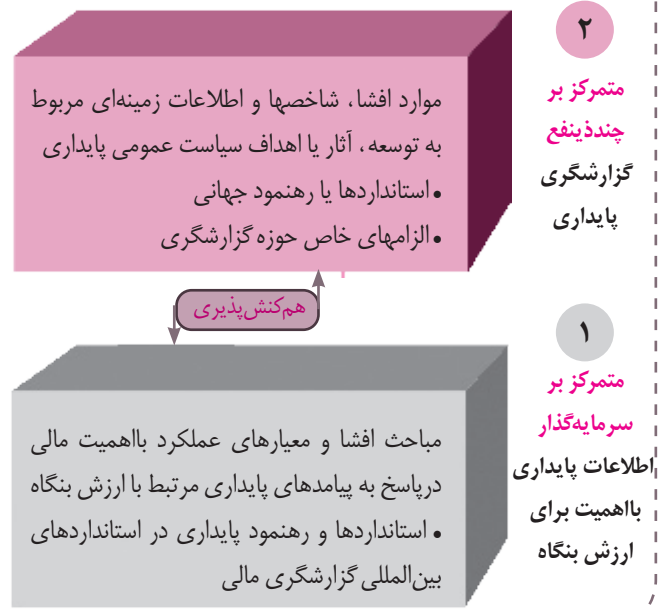 ۲
متمرکز بر
چندذینفع
گزارشگری
پایداری
موارد افشا، شاخصها و اطلاعات زمینه‌ای مربوط
به توسعه، آثار یا اهداف سیاست عمومی پایداری
• استانداردها یا رهنمود جهانی
• الزامهای خاص حوزه گزارشگری
هم‌کنش‌پذیری
۱
متمرکز بر
سرمایه‌گذار
اطلاعات پایداری
بااهمیت برای
ارزش بنگاه
مباحث افشا و معیارهای عملکرد بااهمیت مالی
درپاسخ به پیامدهای پایداری مرتبط با ارزش بنگاه
• استانداردها و رهنمود پایداری در استانداردهای
بین‌المللی گزارشگری مالی